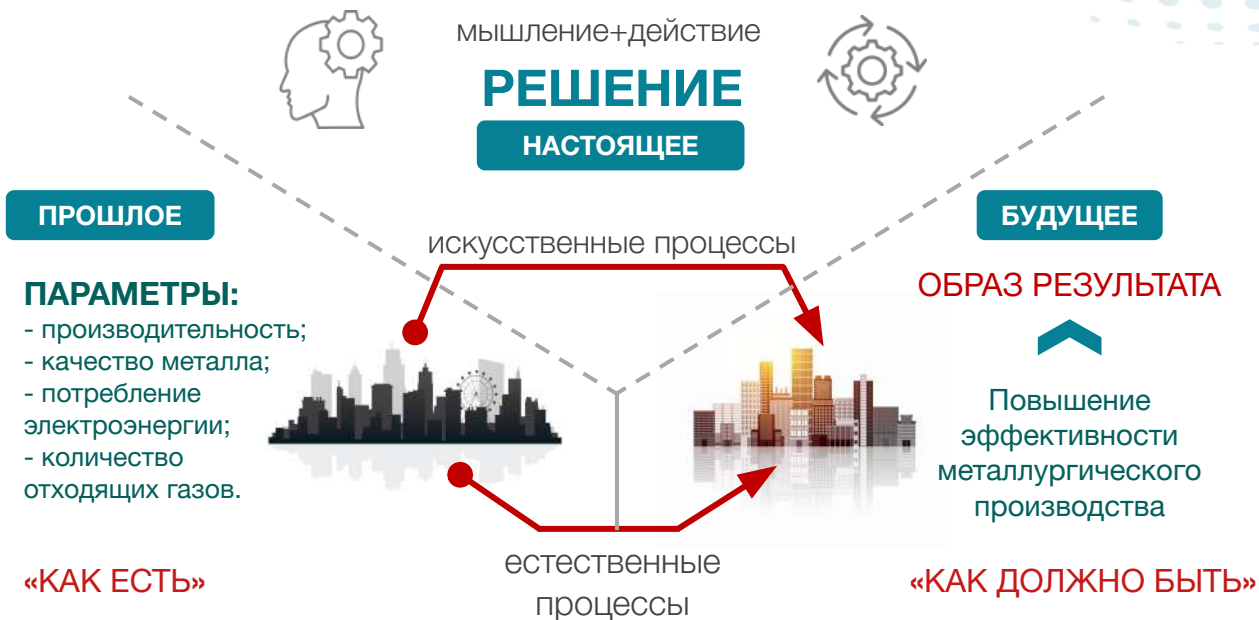 мышление+действие
РЕШЕНИЕ
НАСТОЯЩЕЕ
ПРОШЛОЕ
БУДУЩЕЕ
искусственные процессы
ПАРАМЕТРЫ:
- производительность;
- качество металла;
- потребление
электроэнергии;
- количество
отходящих газов.
ОБРАЗ РЕЗУЛЬТАТА
Повышение
эффективности
металлургического
производства
«КАК ЕСТЬ»
естественные
процессы
«КАК ДОЛЖНО БЫТЬ»